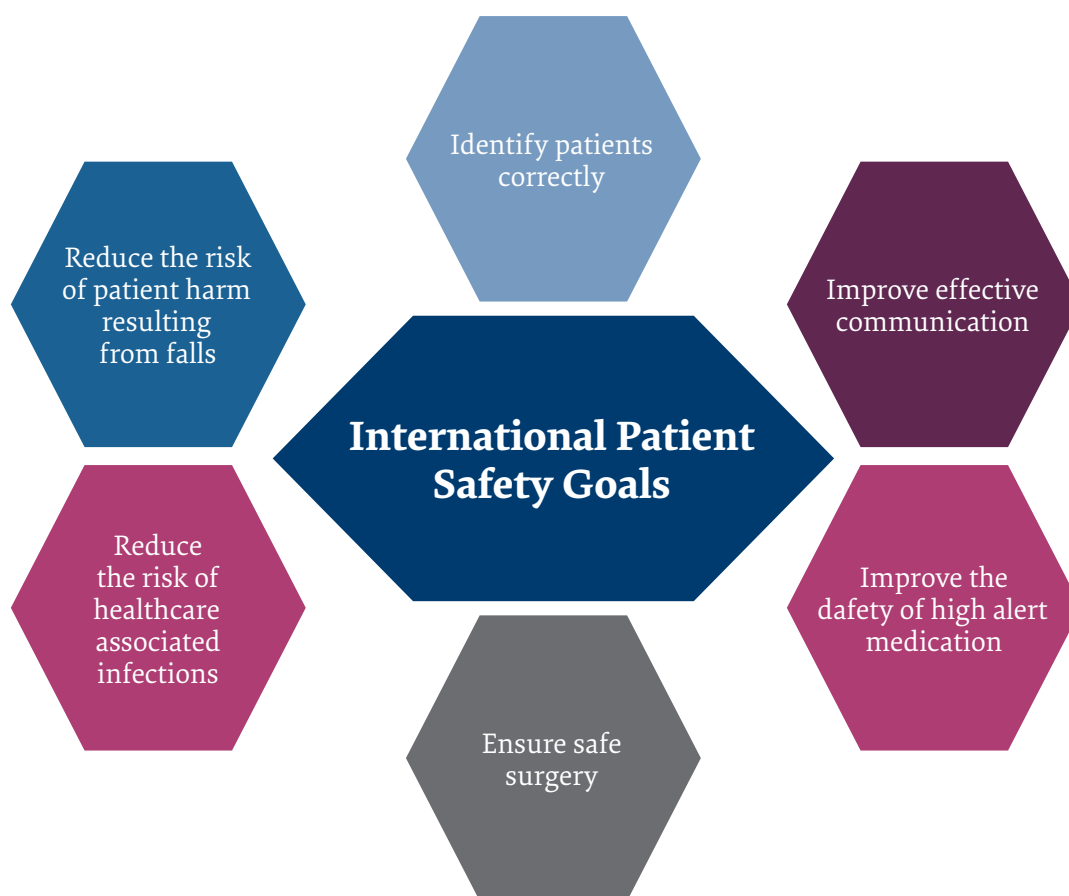 Identify patients
correctly
Reduce the risk
of patient harm
resulting
from falls
Improve effective
communication
International Patient
Safety Goals
Reduce
the risk of
healthcare
associated
infections
Improve the
dafety of high alert
medication
Ensure safe
surgery